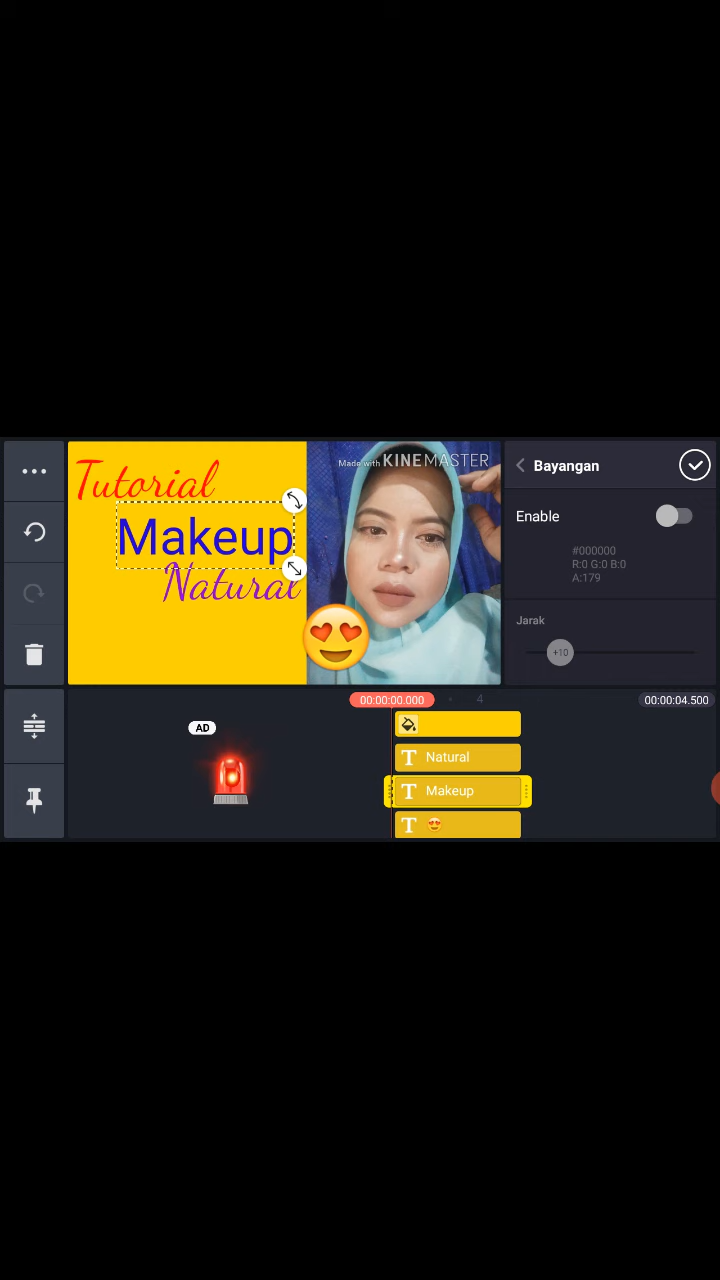 Tutorial
Makeup
Natural
Made with KINEMASTER
Bayangan
Enable
#000000
R:0 G:0 B:0
A:179
Jarak
+10
00:00:00.000
4
00:00:04.500
AD
T Natural
T Makeup
T